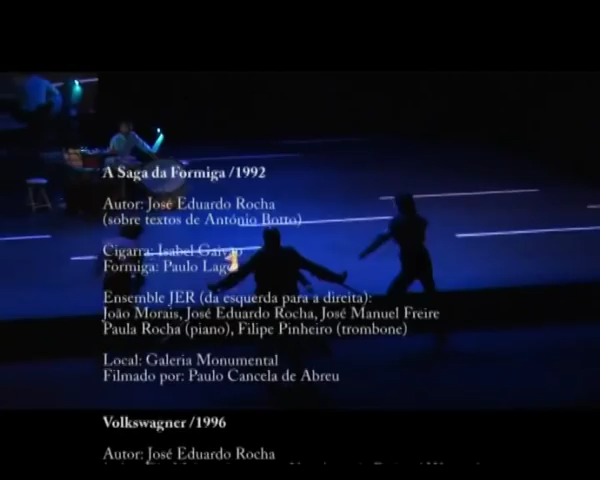 A Saga da Formiga /1992
Autor: José Eduardo Rocha
(sobre textos de António Botto)
Cigarra: Isabel
Formiga: Paulo Lages
Ensemble JER (da esquerda para a direita):
João Morais, José Eduardo Rocha, José Manuel Freire
Paula Rocha (piano), Filipe Pinheiro (trombone)
Local: Galeria Monumental
Filmado por: Paulo Cancela de Abreu
Volkswagner /1996
Autor: José Eduardo Rocha